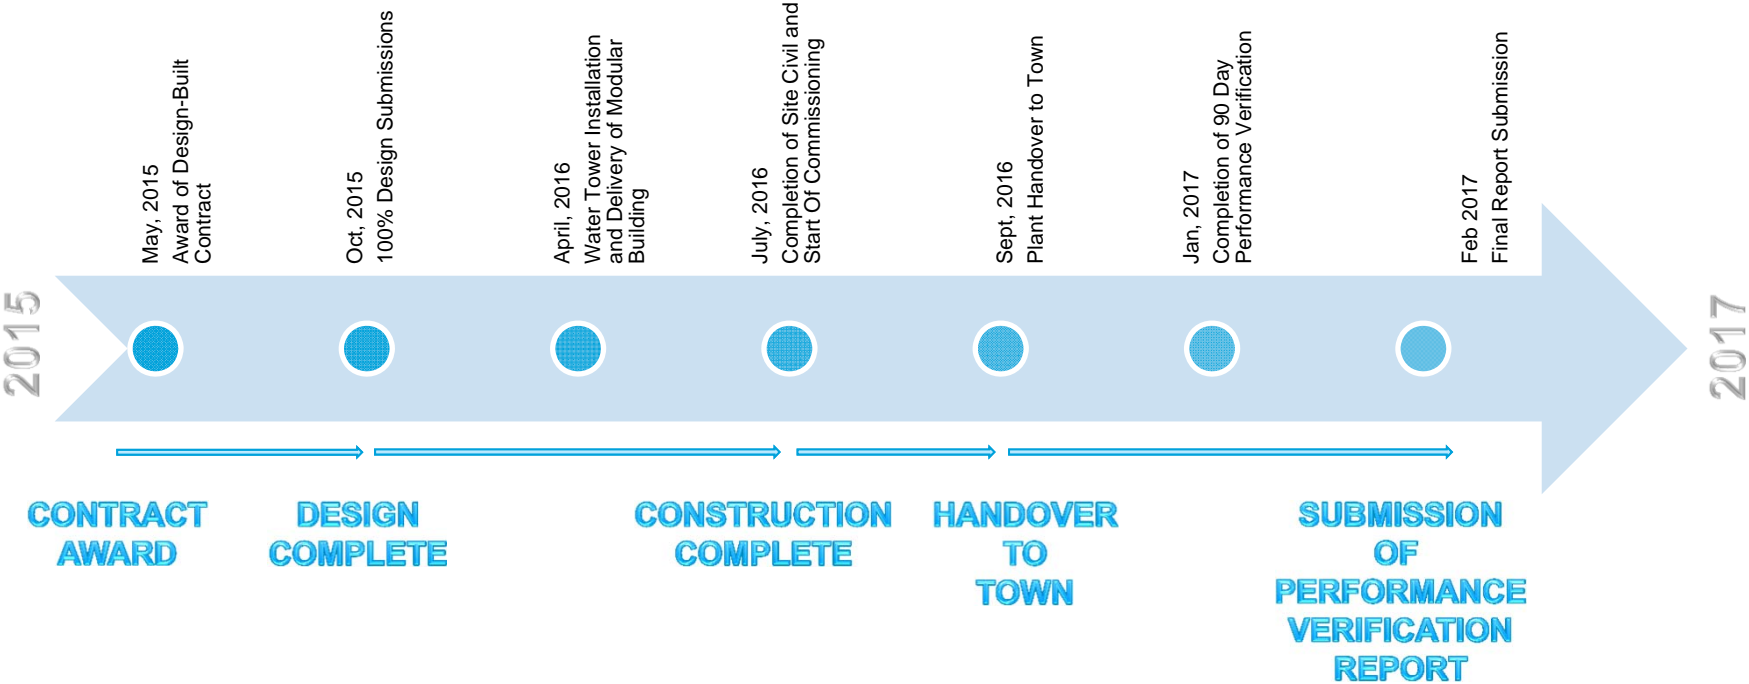 May, 2015
Award of Design-Built
Contract
Oct, 2015
100% Design Submissions
April, 2016
Water Tower Installation
and Delivery of Modular
Building
July, 2016
Completion of Site Civil and
Start Of Commissioning
Sept, 2016
Plant Handover to Town
Jan, 2017
Completion of 90 Day
Performance Verification
Feb 2017
Final Report Submission
2015
2017
CONTRACT
AWARD
DESIGN
COMPLETE
CONSTRUCTION
COMPLETE
HANDOVER
TO
TOWN
SUBMISSION
OF
PERFORMANCE
VERIFICATION
REPORT